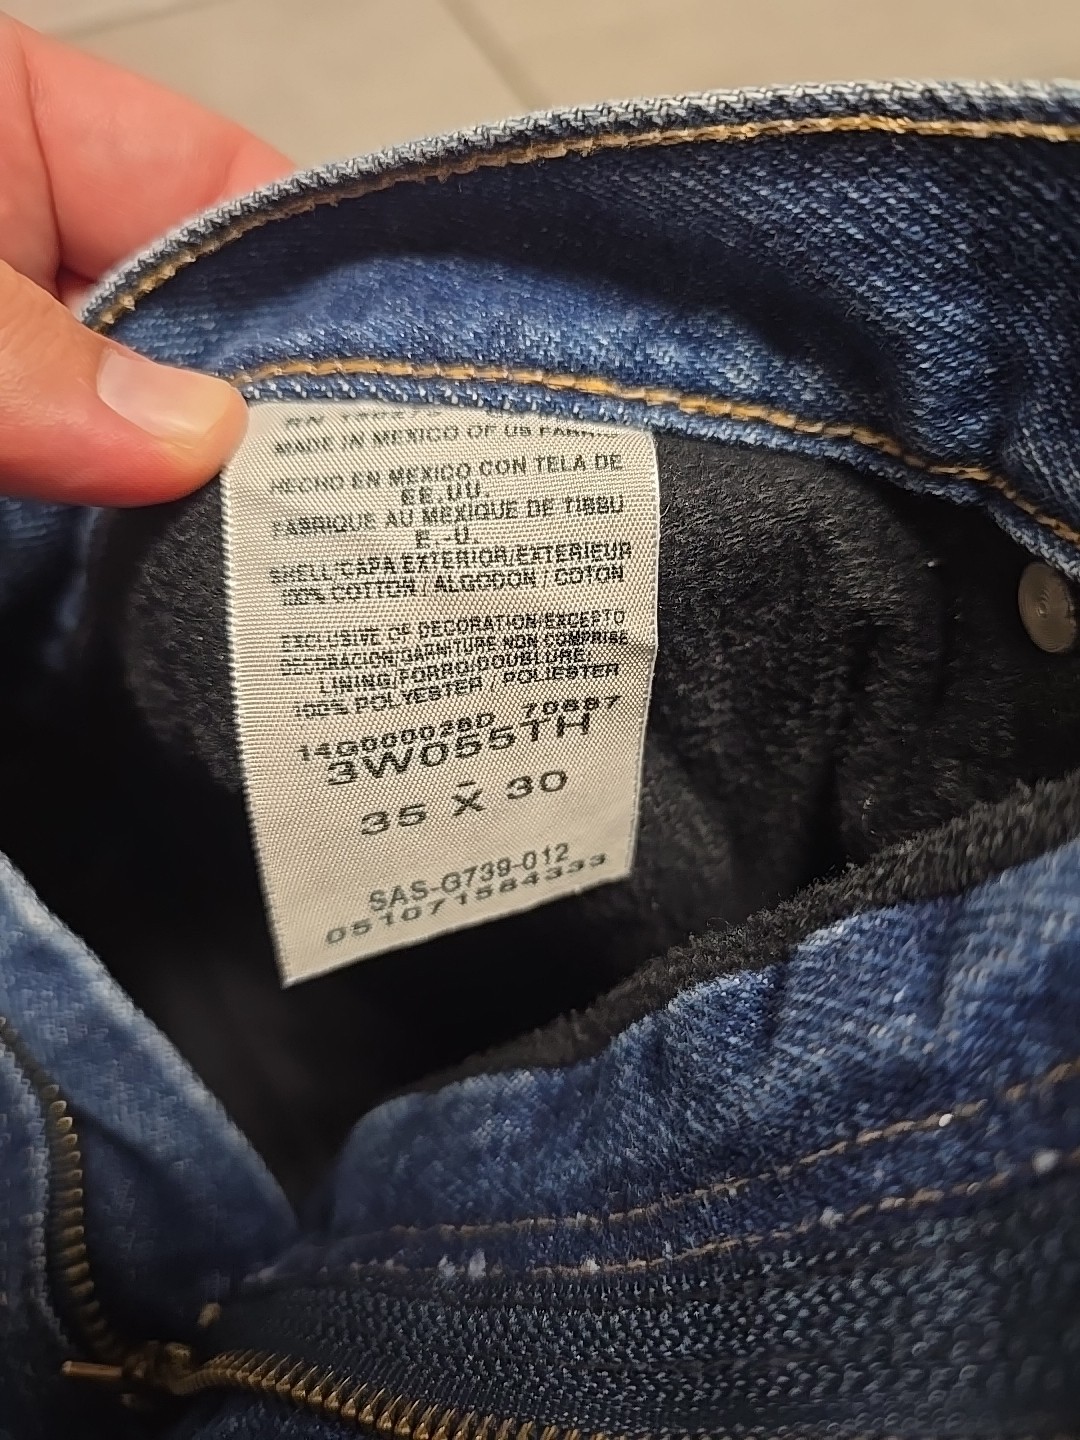 RN
MADE IN MEXICO OF US FABRIC
HECHO EN MEXICO CON TELA DE
EE.UU.
FABRIQUE AU MEXIQUE DE TISSU
E.-U.
SHELL/CAPA EXTERIOR/EXTERIEUR
100% COTTON / ALGODON / COTON
EXCLUSIVE OF DECORATION/EXCEPTO
DECORACION/GARNITURE NON COMPRISE
LINING/FORRO/DOUBLURE:
100% POLYESTER / POLIESTER
70887
3W055TH
35 X 30
SAS-G739-012
051071584333